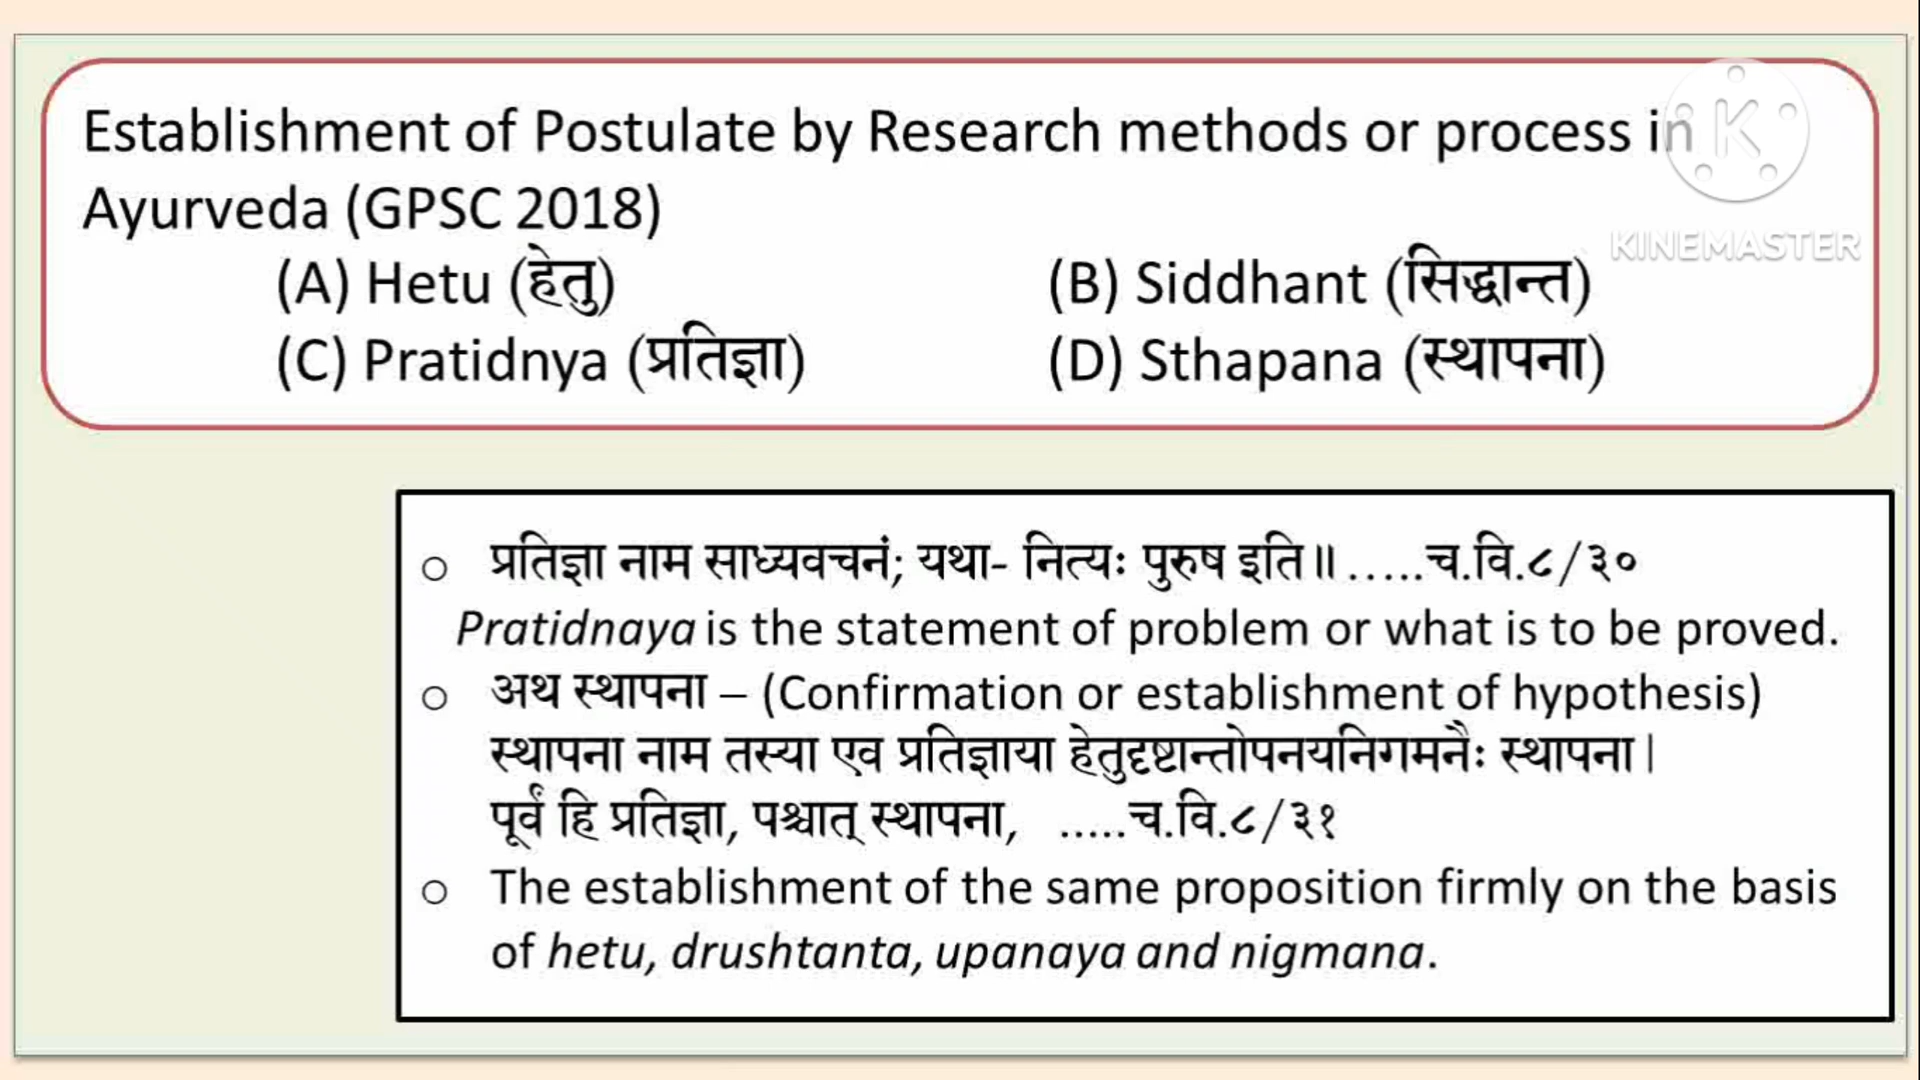 Establishment of Postulate by Research methods or process in
Ayurveda (GPSC 2018)
(A) Hetu (हेतु) (B) Siddhant (सिद्धान्त)
(C) Pratidnya (प्रतिज्ञा) (D) Sthapana (स्थापना)
K
KINEMASTER
○ प्रतिज्ञा नाम साध्यवचनं; यथा- नित्यः पुरुष इति॥ .....च.वि.८/३०
Pratidnaya is the statement of problem or what is to be proved.
○ अथ स्थापना – (Confirmation or establishment of hypothesis)
स्थापना नाम तस्या एव प्रतिज्ञाया हेतुदृष्टान्तोपनयनिगमनैः स्थापना|
पूर्वं हि प्रतिज्ञा, पश्चात् स्थापना, .....च.वि.८/३१
○ The establishment of the same proposition firmly on the basis
of hetu, drushtanta, upanaya and nigmana.